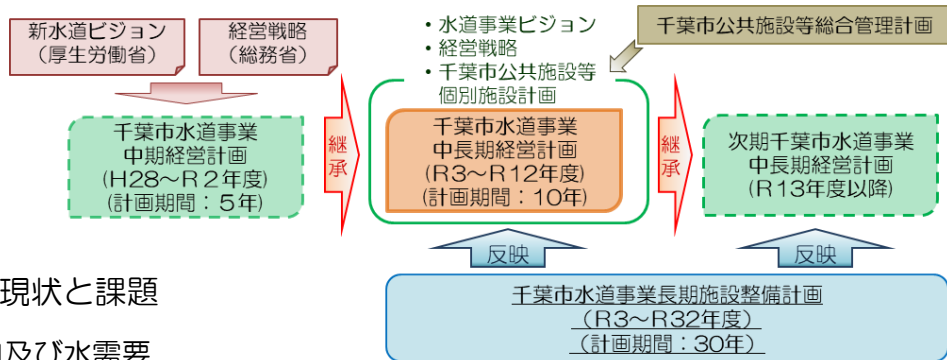 新水道ビジョン
（厚生労働省）
経営戦略
（総務省）
・水道事業ビジョン
・経営戦略
・千葉市公共施設等
個別施設計画
千葉市公共施設等総合管理計画
千葉市水道事業
中期経営計画
(H28～R２年度)
(計画期間：５年)
継承
千葉市水道事業
中長期経営計画
(R3～R12年度)
(計画期間：10年)
継承
次期千葉市水道事業
中長期経営計画
(R13年度以降)
反映
反映
千葉市水道事業長期施設整備計画
（R3～R32年度）
（計画期間：30年）
現状と課題
及び水需要